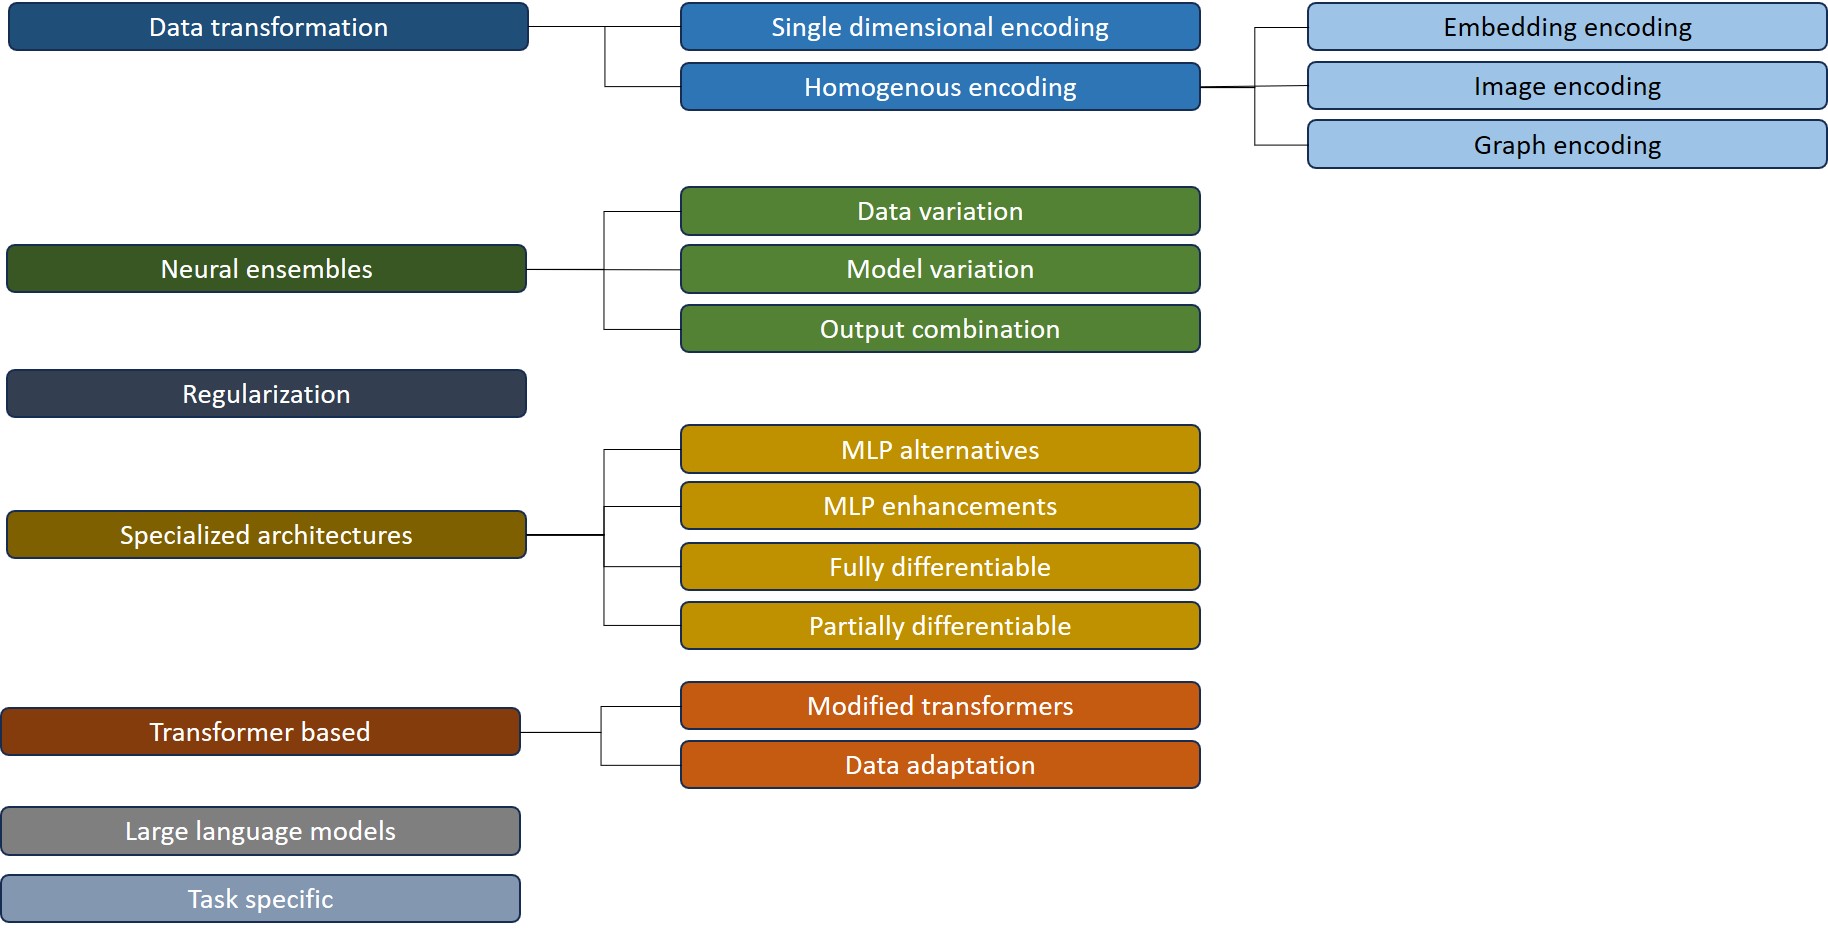 Data transformation
Single dimensional encoding
Homogenous encoding
Embedding encoding
Image encoding
Graph encoding
Neural ensembles
Data variation
Model variation
Output combination
Regularization
Specialized architectures
MLP alternatives
MLP enhancements
Fully differentiable
Partially differentiable
Transformer based
Modified transformers
Data adaptation
Large language models
Task specific